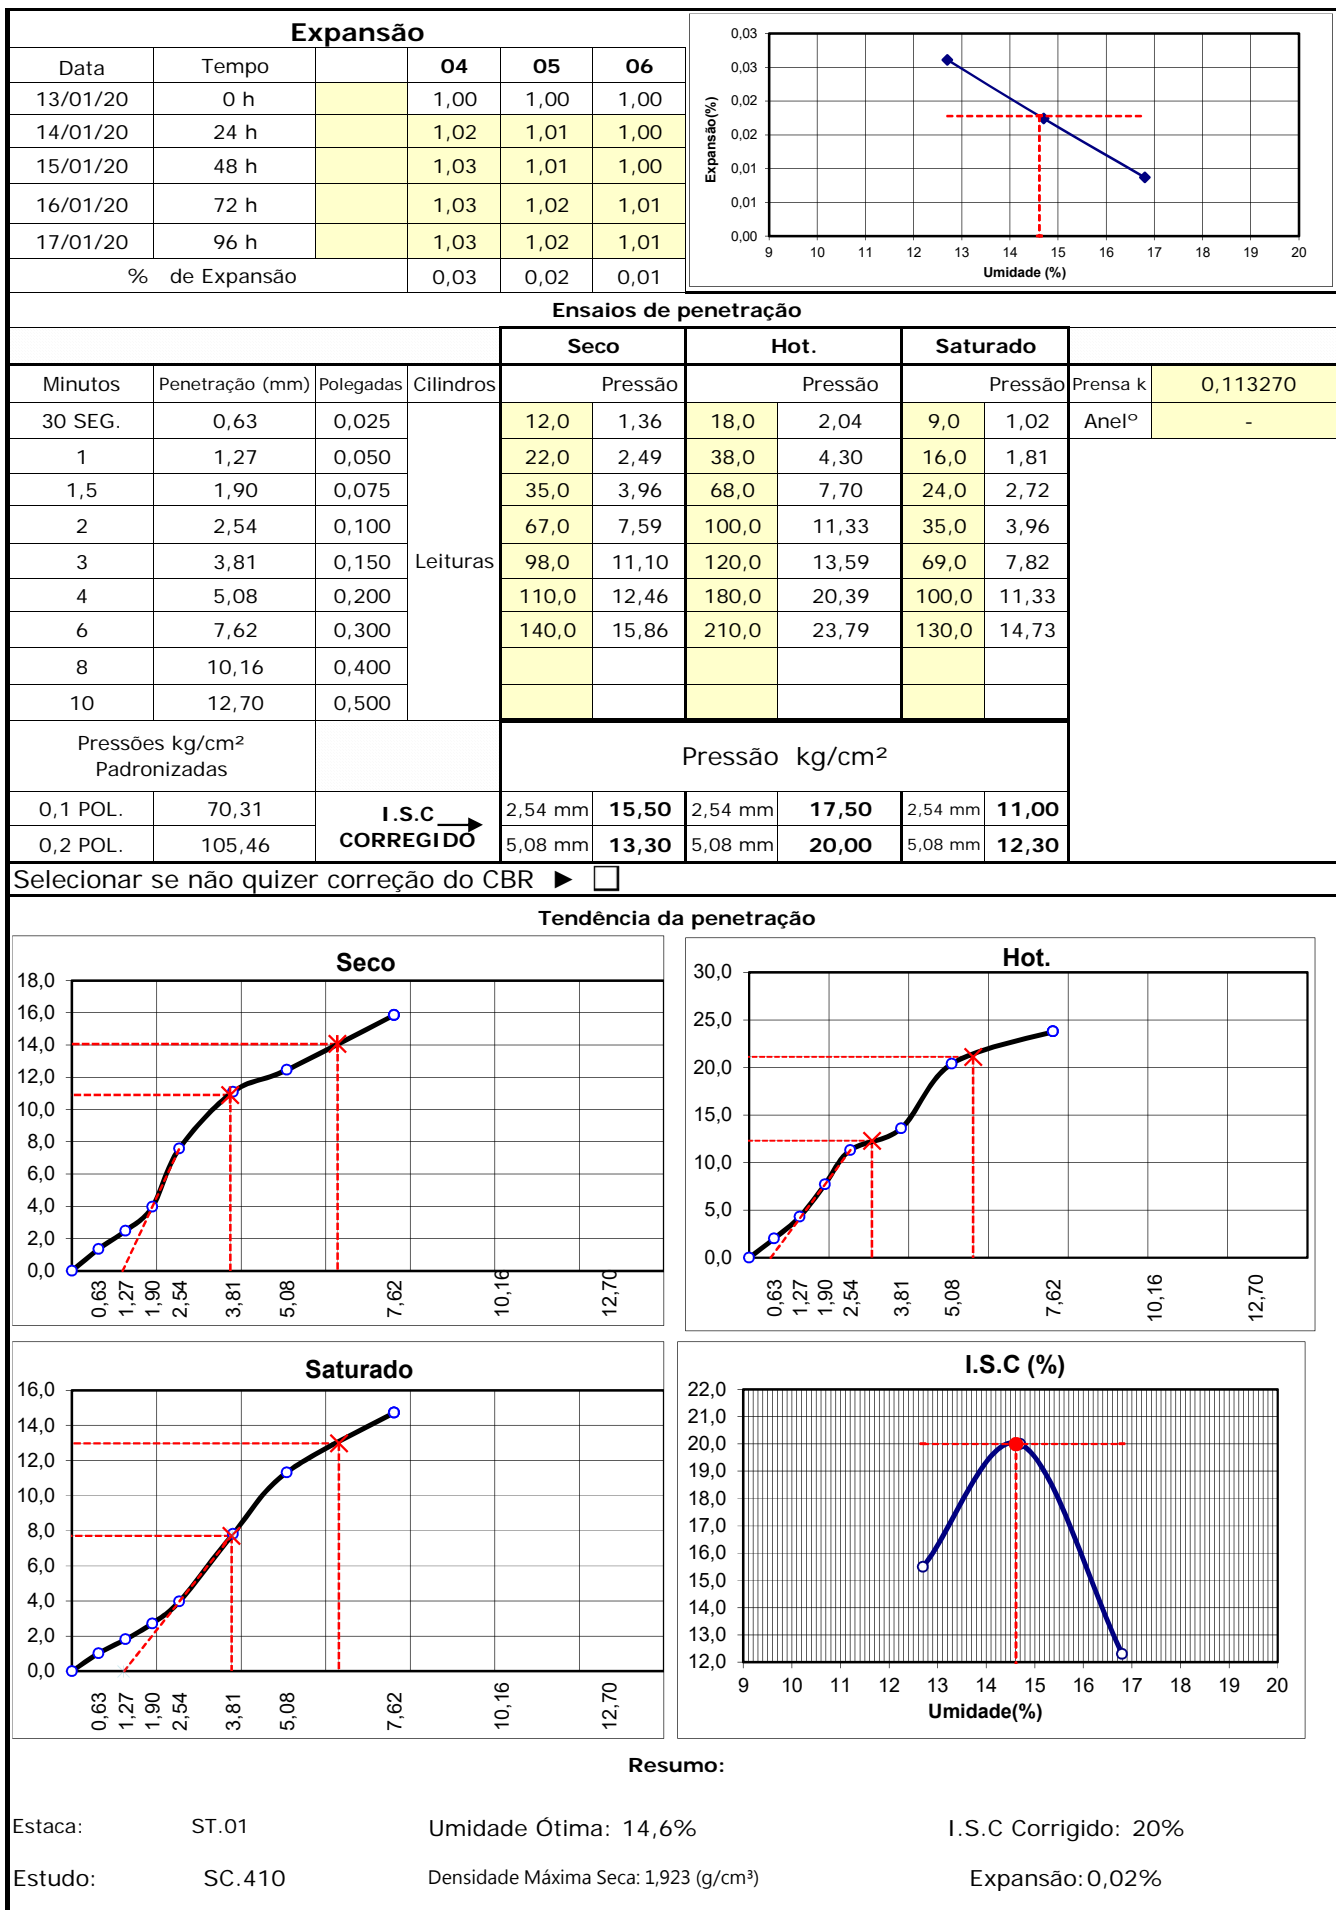 Expansão
Data Tempo 04 05 06
13/01/20 0 h 1,00 1,00 1,00
14/01/20 24 h 1,02 1,01 1,00
15/01/20 48 h 1,03 1,01 1,00
16/01/20 72 h 1,03 1,02 1,01
17/01/20 96 h 1,03 1,02 1,01
% de Expansão 0,03 0,02 0,01
0,03
0,03
0,02
0,02
0,01
0,01
0,00
Expansão(%)
9 10 11 12 13 14 15 16 17 18 19 20
Umidade (%)
Ensaios de penetração
Seco Hot. Saturado
Minutos Penetração (mm) Polegadas Cilindros Pressão Pressão Pressão Prensa k 0,113270
30 SEG. 0,63 0,025 12,0 1,36 18,0 2,04 9,0 1,02 Anelº -
1 1,27 0,050 22,0 2,49 38,0 4,30 16,0 1,81
1,5 1,90 0,075 35,0 3,96 68,0 7,70 24,0 2,72
2 2,54 0,100 67,0 7,59 100,0 11,33 35,0 3,96
3 3,81 0,150 Leituras 98,0 11,10 120,0 13,59 69,0 7,82
4 5,08 0,200 110,0 12,46 180,0 20,39 100,0 11,33
6 7,62 0,300 140,0 15,86 210,0 23,79 130,0 14,73
8 10,16 0,400
10 12,70 0,500
Pressões kg/cm²
Padronizadas
Pressão kg/cm²
0,1 POL. 70,31 I.S.C 2,54 mm 15,50 2,54 mm 17,50 2,54 mm 11,00
0,2 POL. 105,46 CORREGIDO 5,08 mm 13,30 5,08 mm 20,00 5,08 mm 12,30
Selecionar se não quizer correção do CBR ►
Tendência da penetração
Seco
18,0
16,0
14,0
12,0
10,0
8,0
6,0
4,0
2,0
0,0
0,63 1,27 1,90 2,54 3,81 5,08 7,62 10,16 12,70
Hot.
30,0
25,0
20,0
15,0
10,0
5,0
0,0
0,63 1,27 1,90 2,54 3,81 5,08 7,62 10,16 12,70
Saturado
16,0
14,0
12,0
10,0
8,0
6,0
4,0
2,0
0,0
0,63 1,27 1,90 2,54 3,81 5,08 7,62 10,16 12,70
I.S.C (%)
22,0
21,0
20,0
19,0
18,0
17,0
16,0
15,0
14,0
13,0
12,0
9 10 11 12 13 14 15 16 17 18 19 20
Umidade(%)
Resumo:
Estaca: ST.01 Umidade Ótima: 14,6% I.S.C Corrigido: 20%
Estudo: SC.410 Densidade Máxima Seca: 1,923 (g/cm³) Expansão: 0,02%